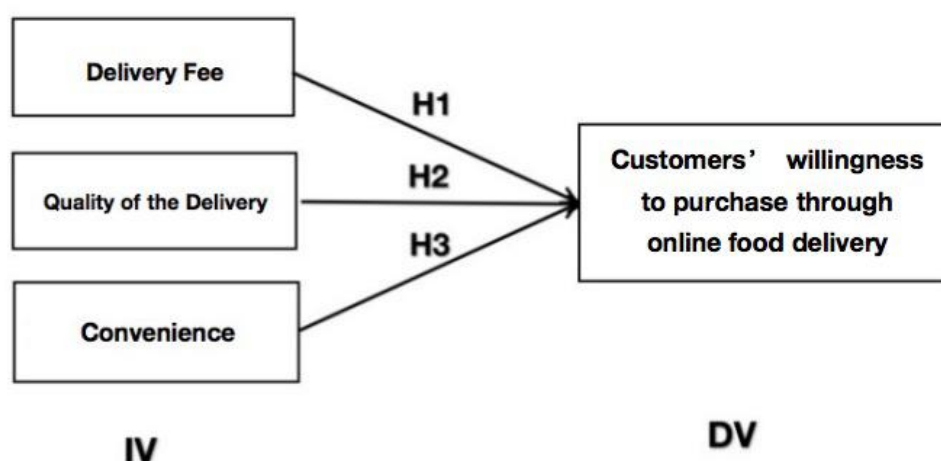 Delivery Fee
H1
Quality of the Delivery
H2
Convenience
H3
Customers’ willingness
to purchase through
online food delivery
IV
DV